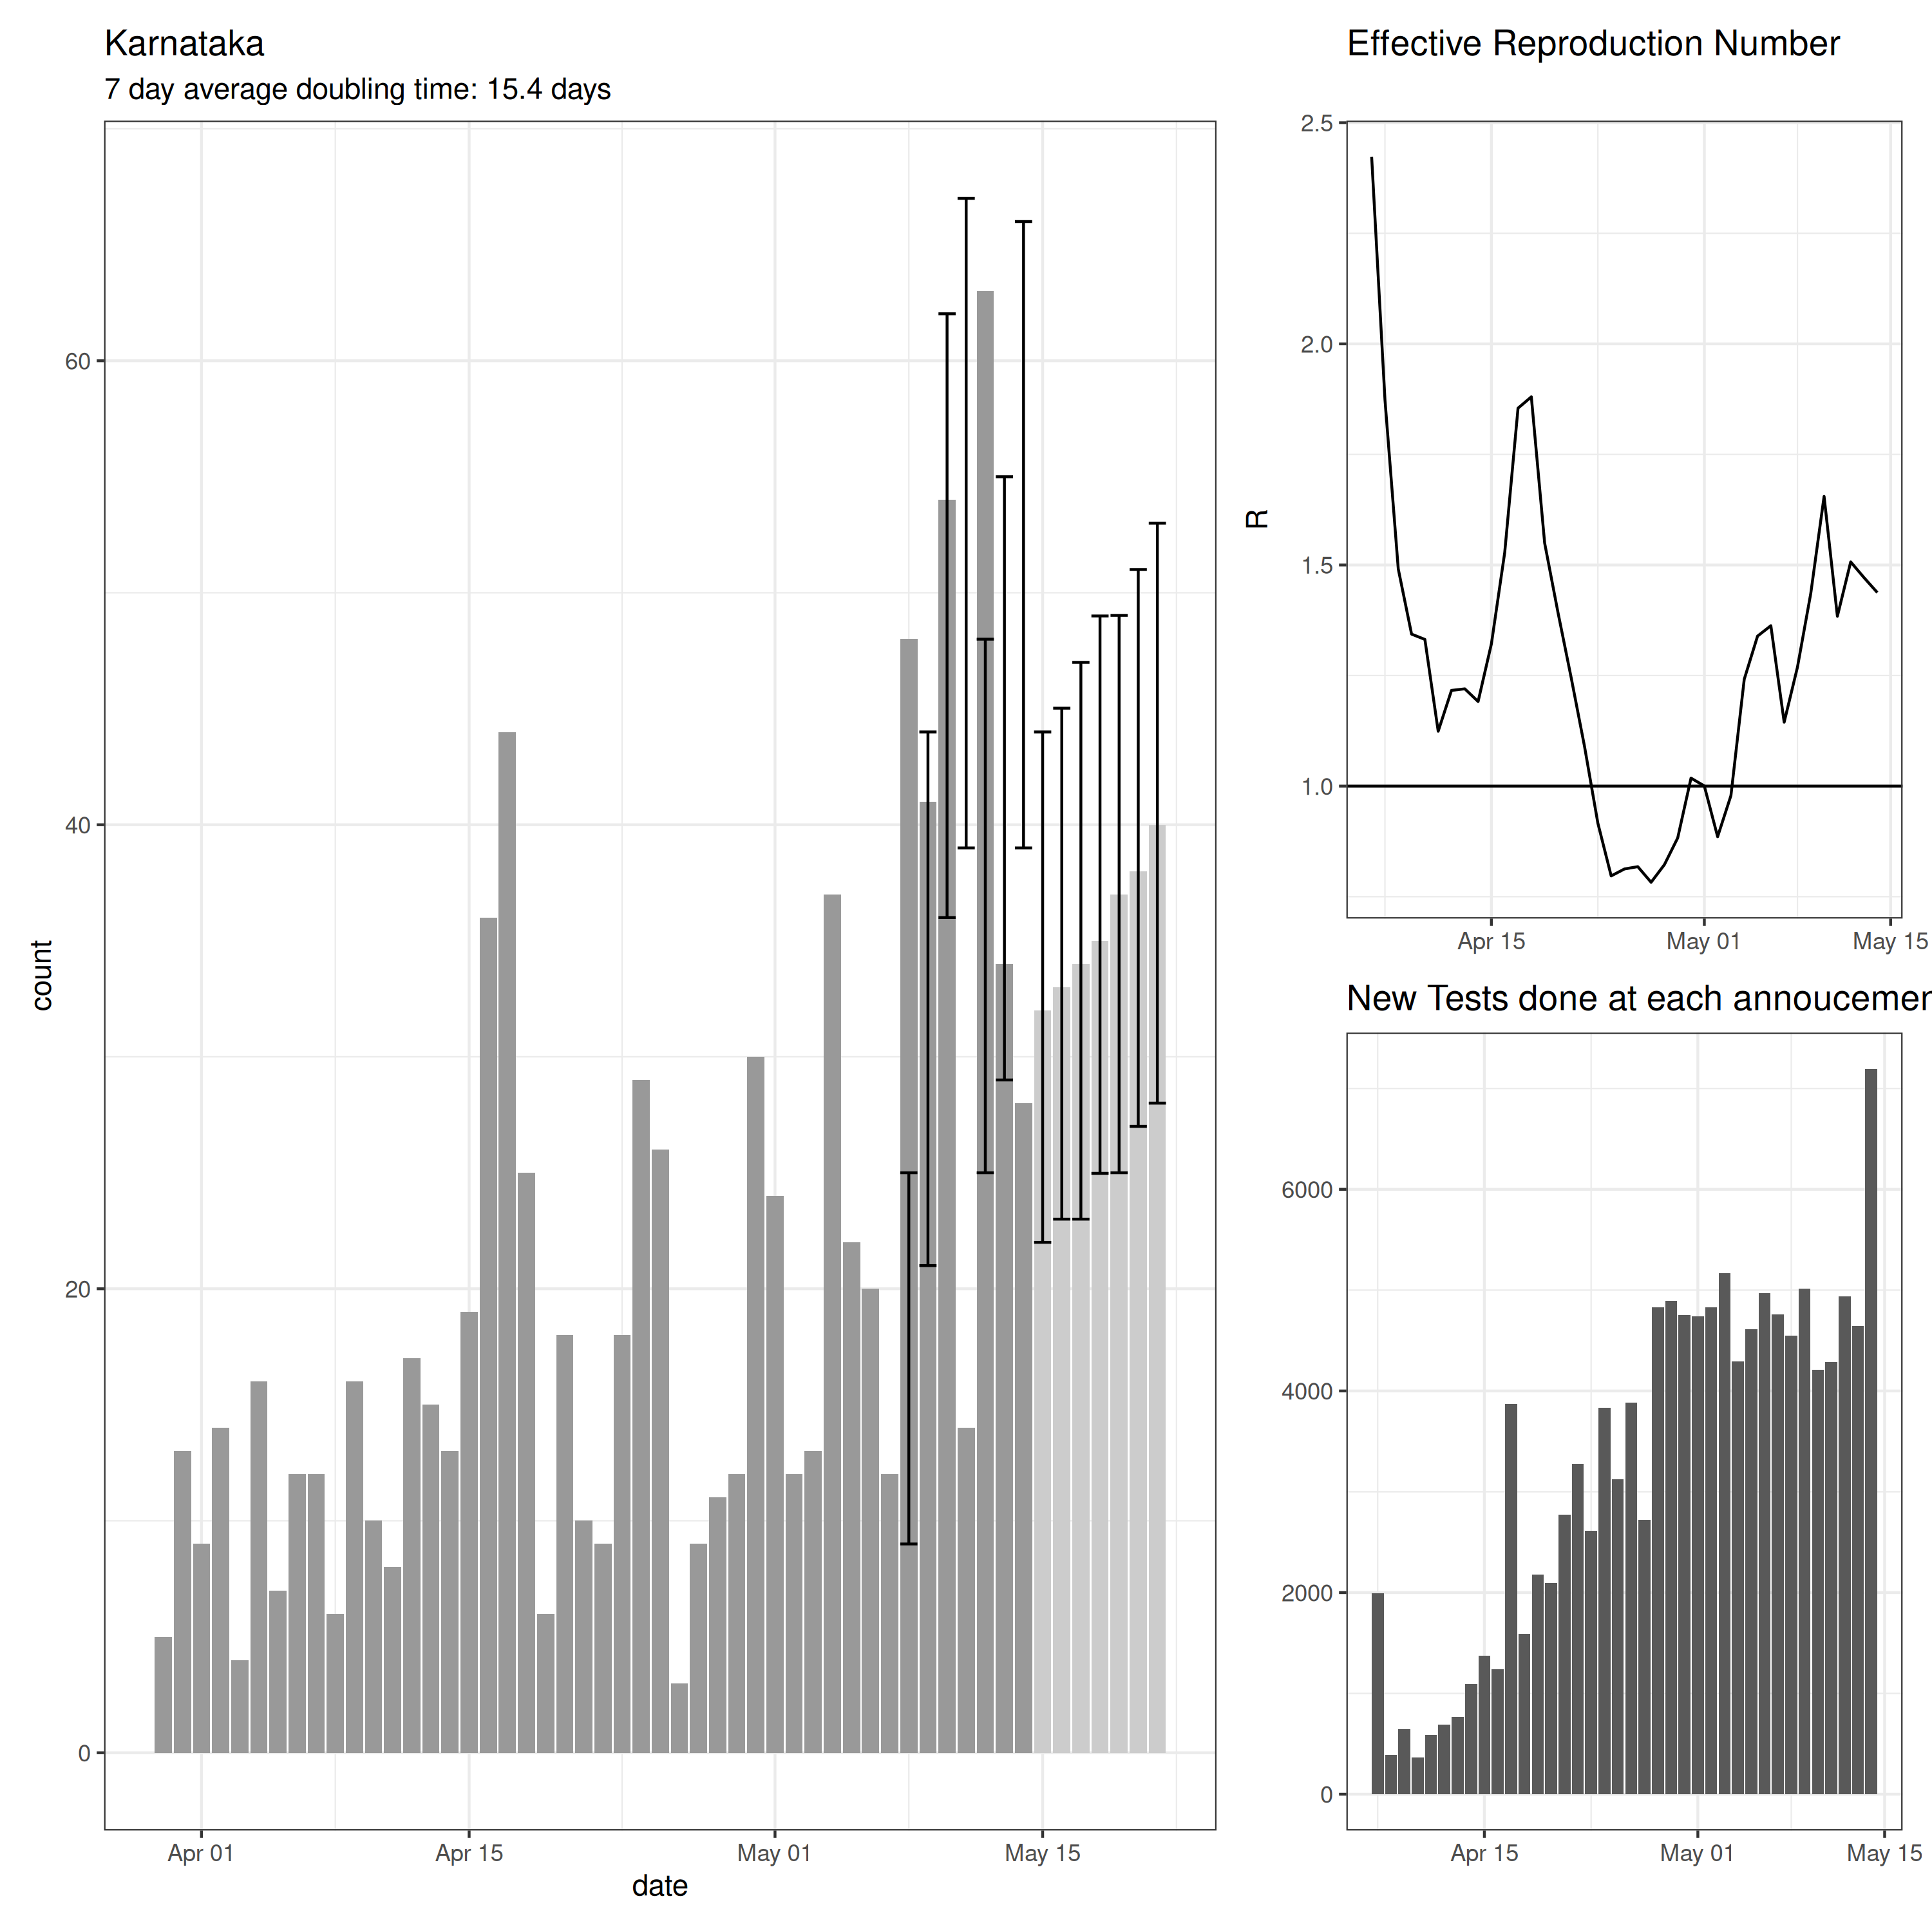 Karnataka
7 day average doubling time: 15.4 days
count
60
40
20
0
Apr 01 Apr 15 May 01 May 15
date
Effective Reproduction Number
R
2.5
2.0
1.5
1.0
Apr 15 May 01 May 15
New Tests done at each annoucemen
6000
4000
2000
0
Apr 15 May 01 May 15